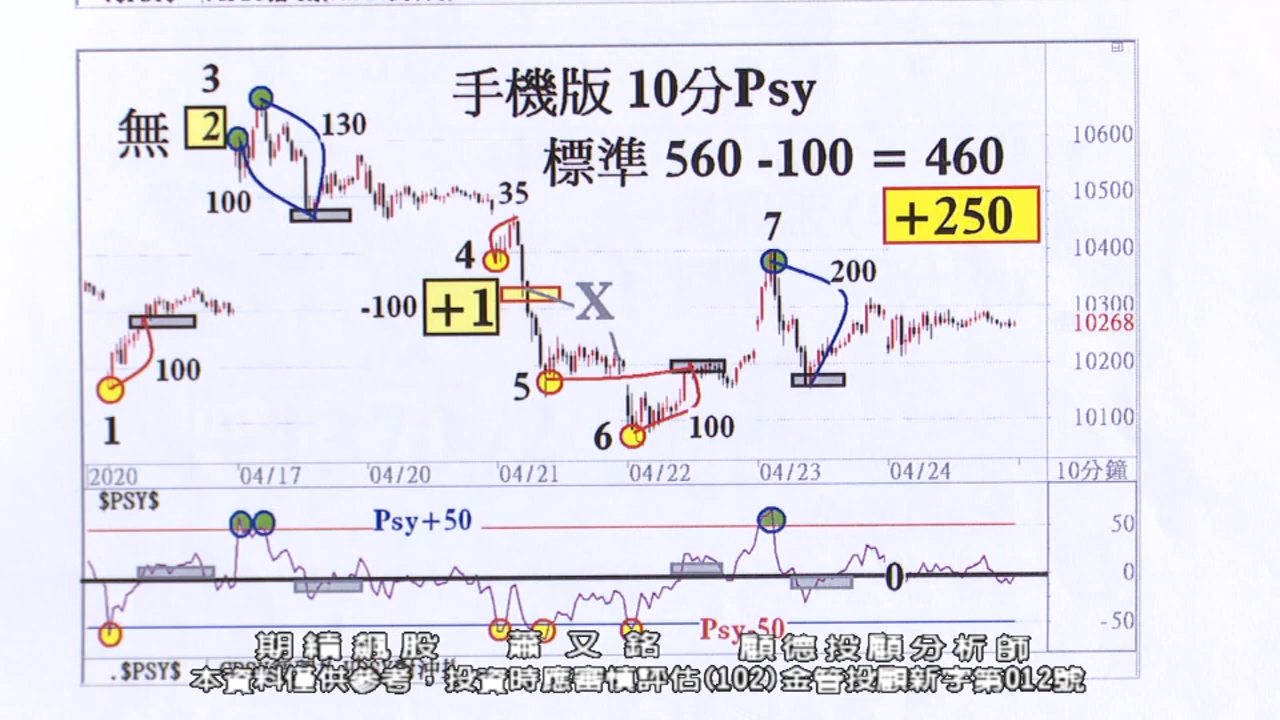 手機版 10分Psy
標準 560 -100 = 460
+250
3
無 2
130
100
10600
10500
10400
10300
10268
10200
10100
35
4
-100 +1
X
7
200
100
1
5
6
100
2020 04/17 04/20 04/21 04/22 04/23 04/24 10分鐘
$PSY$
Psy+50
50
0
0
-50
Psy-50
.$PSY$
期績飆股 蕭又銘 顧德投顧分析師
本資料僅供參考，投資時應審慎評估(102)金管投顧新字第012號